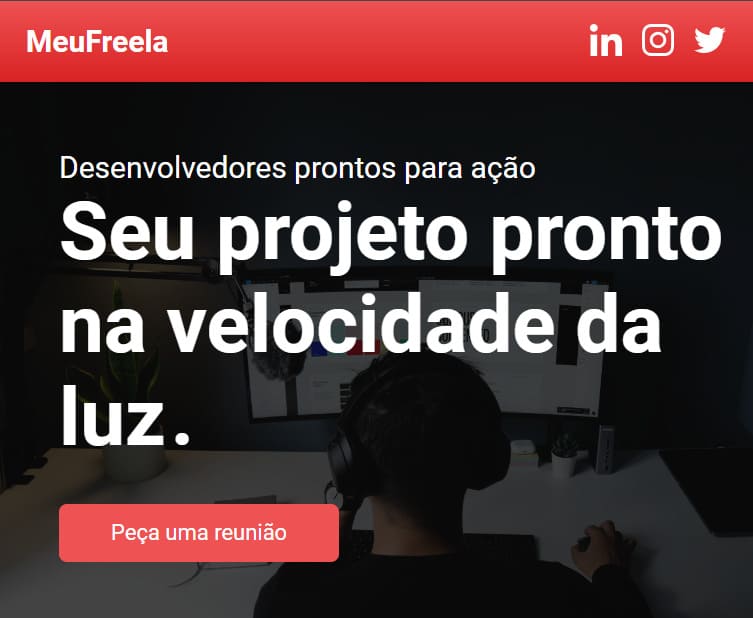 MeuFreela
Desenvolvedores prontos para ação
Seu projeto pronto
na velocidade da
luz.
Peça uma reunião